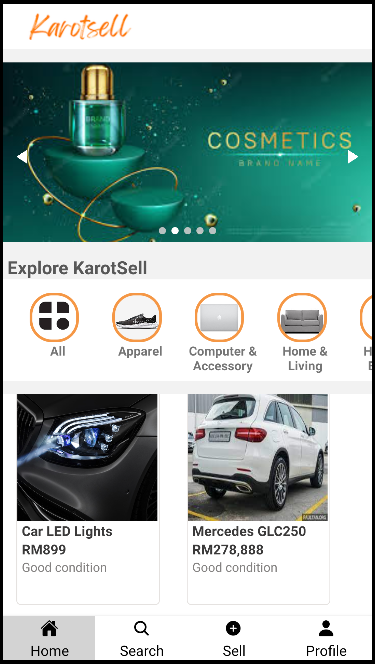 Karotsell
BRAND
COSMETICS
BRAND NAME
Explore KarotSell
All
Apparel
Computer &
Accessory
Home &
Living
H
Car LED Lights
RM899
Good condition
Mercedes GLC250
RM278,888
Good condition
Home
Search
Sell
Profile